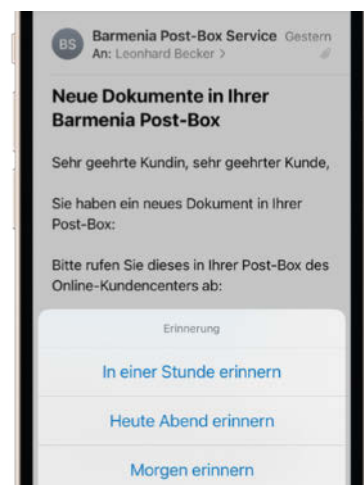 BS
Barmenia Post-Box Service Gestern
An: Leonhard Becker >
Neue Dokumente in Ihrer
Barmenia Post-Box
Sehr geehrte Kundin, sehr geehrter Kunde,
Sie haben ein neues Dokument in Ihrer
Post-Box:
Bitte rufen Sie dieses in Ihrer Post-Box des
Online-Kundencenters ab:
Erinnerung
In einer Stunde erinnern
Heute Abend erinnern
Morgen erinnern